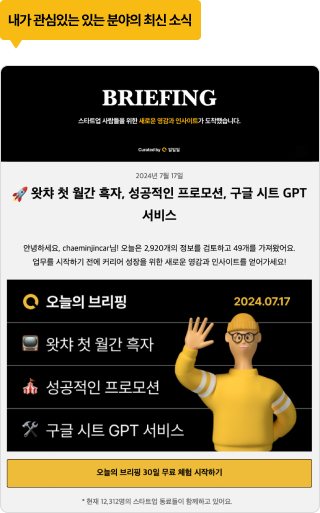 내가 관심있는 있는 분야의 최신 소식
BRIEFING
스타트업 사람들을 위한 새로운 영감과 인사이트가 도착했습니다.
Curated by 일일일
2024년 7월 17일
🚀 왓챠 첫 월간 흑자, 성공적인 프로모션, 구글 시트 GPT
서비스
안녕하세요, chaeminjincar님! 오늘은 2,920개의 정보를 검토하고 49개를 가져왔어요.
업무를 시작하기 전에 커리어 성장을 위한 새로운 영감과 인사이트를 얻어가세요!
오늘의 브리핑 2024.07.17
왓챠 첫 월간 흑자
성공적인 프로모션
구글 시트 GPT 서비스
오늘의 브리핑 30일 무료 체험 시작하기
* 현재 12,312명의 스타트업 동료들이 함께하고 있어요.